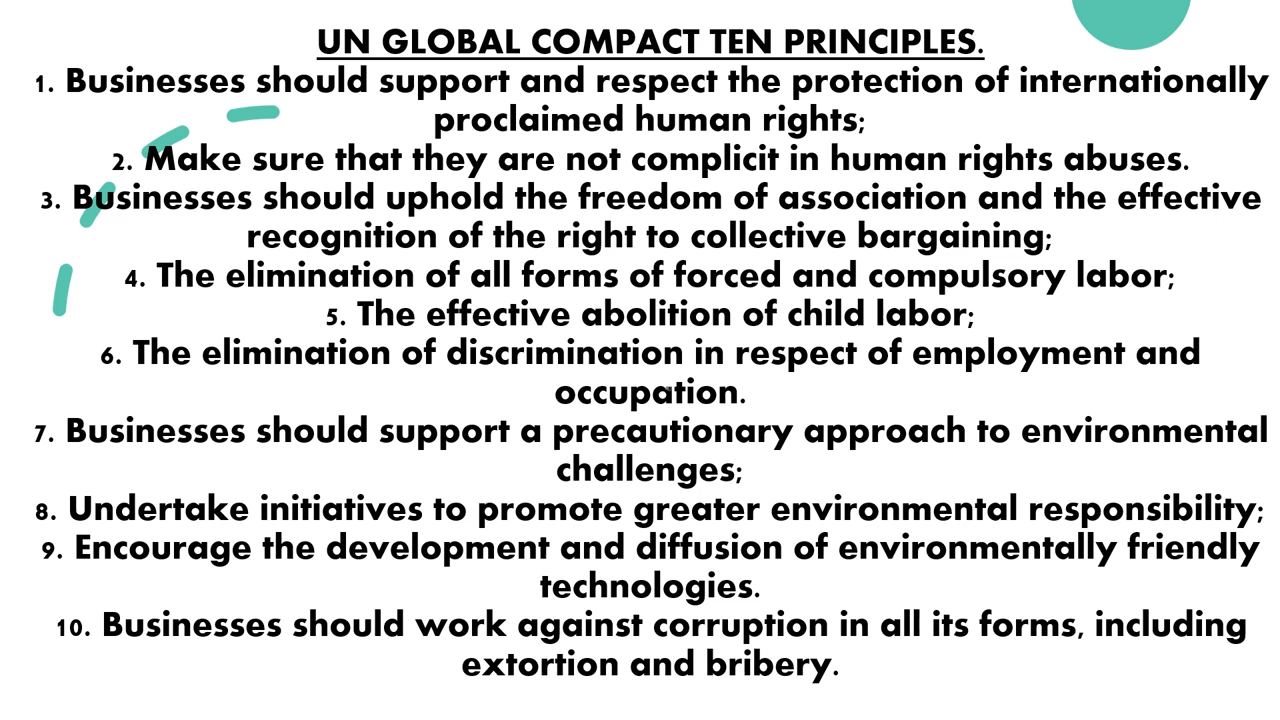 UN GLOBAL COMPACT TEN PRINCIPLES.
1. Businesses should support and respect the protection of internationally
proclaimed human rights;
2. Make sure that they are not complicit in human rights abuses.
3. Businesses should uphold the freedom of association and the effective
recognition of the right to collective bargaining;
4. The elimination of all forms of forced and compulsory labor;
5. The effective abolition of child labor;
6. The elimination of discrimination in respect of employment and
occupation.
7. Businesses should support a precautionary approach to environmental
challenges;
8. Undertake initiatives to promote greater environmental responsibility;
9. Encourage the development and diffusion of environmentally friendly
technologies.
10. Businesses should work against corruption in all its forms, including
extortion and bribery.